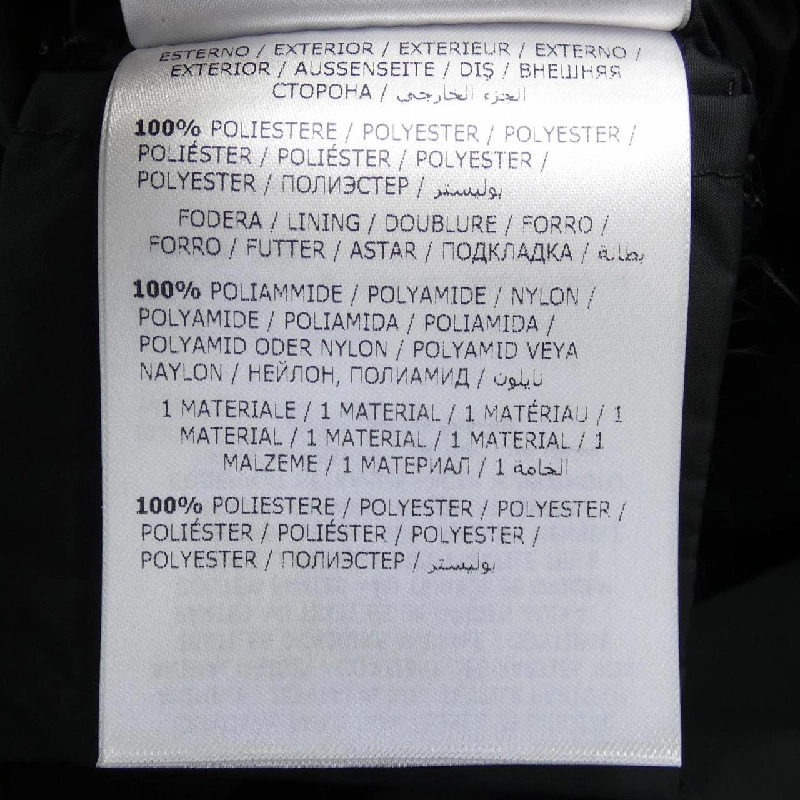 ESTERNO / EXTERIOR / EXTERIEUR / EXTERNO /
EXTERIOR / AUSSENSEITE / DIŞ / ВНЕШНЯЯ
СТОРОНА / الجزء الخارجي
100% POLIESTERE / POLYESTER / POLYESTER /
POLIÉSTER / POLIÉSTER / POLYESTER /
POLYESTER / ПОЛИЭСТЕР / بوليستر
FODERA / LINING / DOUBLURE / FORRO /
FORRO / FUTTER / ASTAR / ПОДКЛАДКА / بطانة
100% POLIAMMIDE / POLYAMIDE / NYLON /
POLYAMIDE / POLIAMIDA / POLIAMIDA /
POLYAMID ODER NYLON / POLYAMID VEYA
NAYLON / НЕЙЛОН, ПОЛИАМИД / نايلون
1 MATERIALE / 1 MATERIAL / 1 MATÉRIAU / 1
MATERIAL / 1 MATERIAL / 1 MATERIAL / 1
MALZEME / 1 МАТЕРИАЛ / 1 الخامة
100% POLIESTERE / POLYESTER / POLYESTER /
POLIÉSTER / POLIÉSTER / POLYESTER /
POLYESTER / ПОЛИЭСТЕР / بوليستر